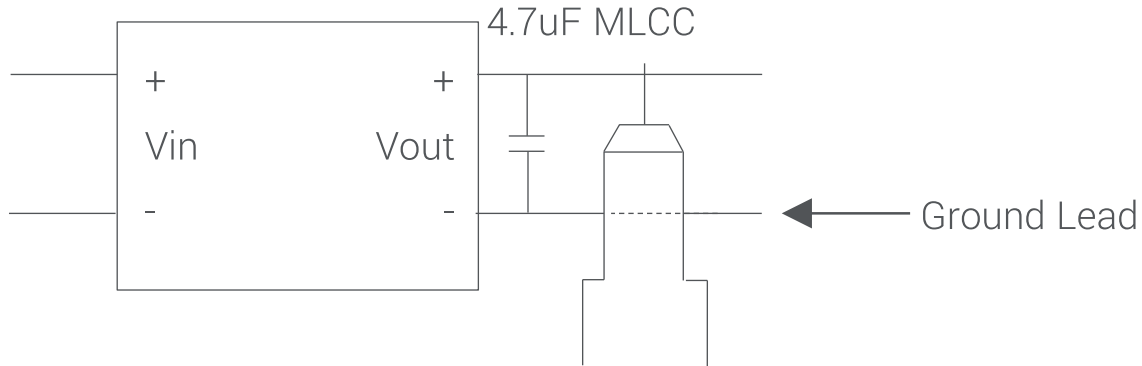 4.7uF MLCC
+ +
Vin Vout
- -
Ground Lead